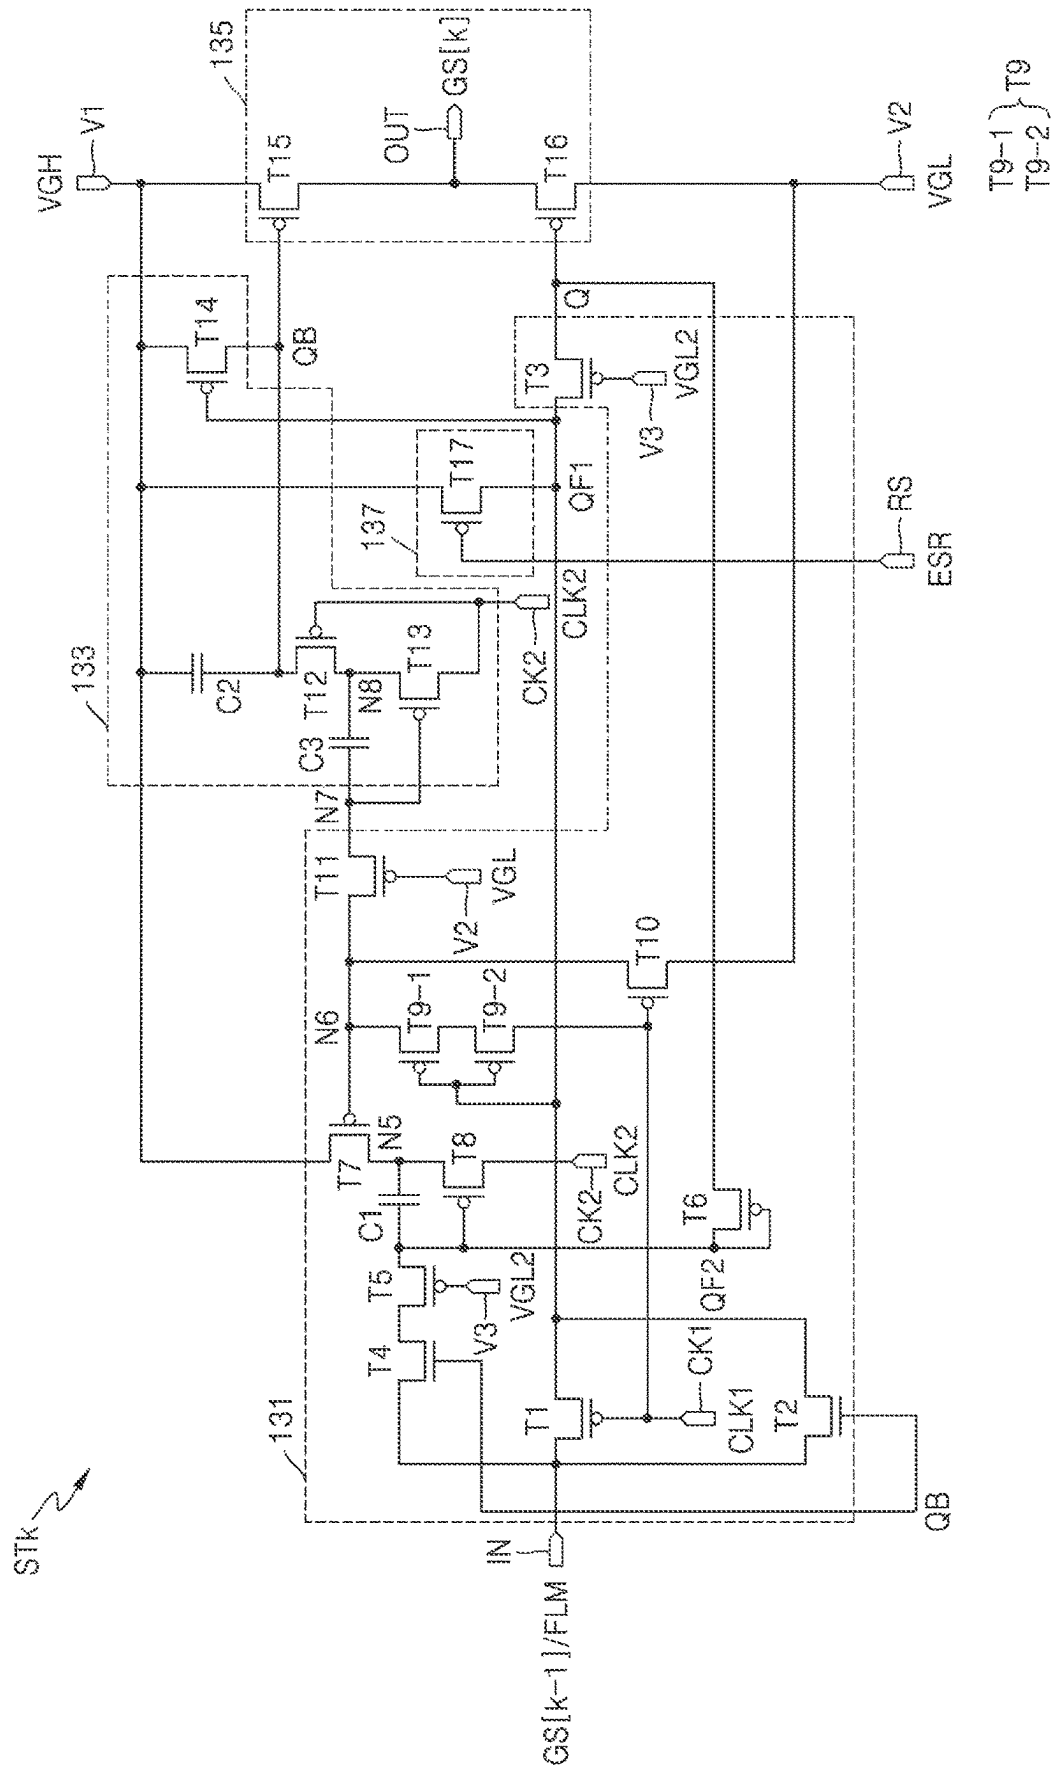 STk
131
133
135
137
VGH
V1
T14
T15
QB
OUT
GS[k]
T16
Q
V2
VGL
T9-1
T9-2
T9
T3
V3
VGL2
T17
QF1
RS
ESR
C2
T12
N8
T13
C3
N7
CK2
CLK2
T11
V2
VGL
N6
T9-1
T9-2
T10
T7
N5
T8
C1
CK2
CLK2
T5
T4
V3
VGL2
T6
QF2
T1
CK1
CLK1
T2
QB
IN
GS[k-1]/FLM